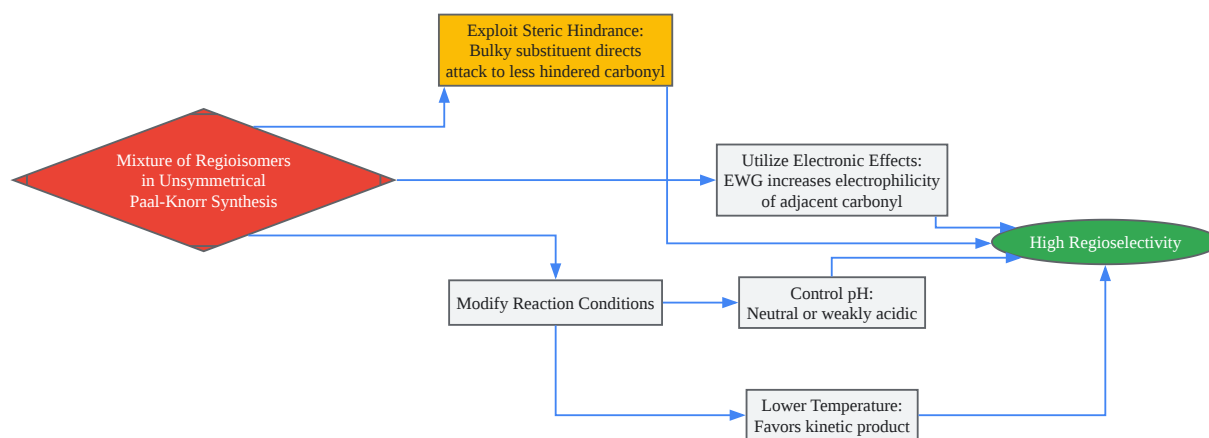 Exploit Steric Hindrance:
Bulky substituent directs
attack to less hindered carbonyl
Mixture of Regioisomers
in Unsymmetrical
Paal-Knorr Synthesis
Utilize Electronic Effects:
EWG increases electrophilicity
of adjacent carbonyl
High Regioselectivity
Modify Reaction Conditions
Control pH:
Neutral or weakly acidic
Lower Temperature:
Favors kinetic product